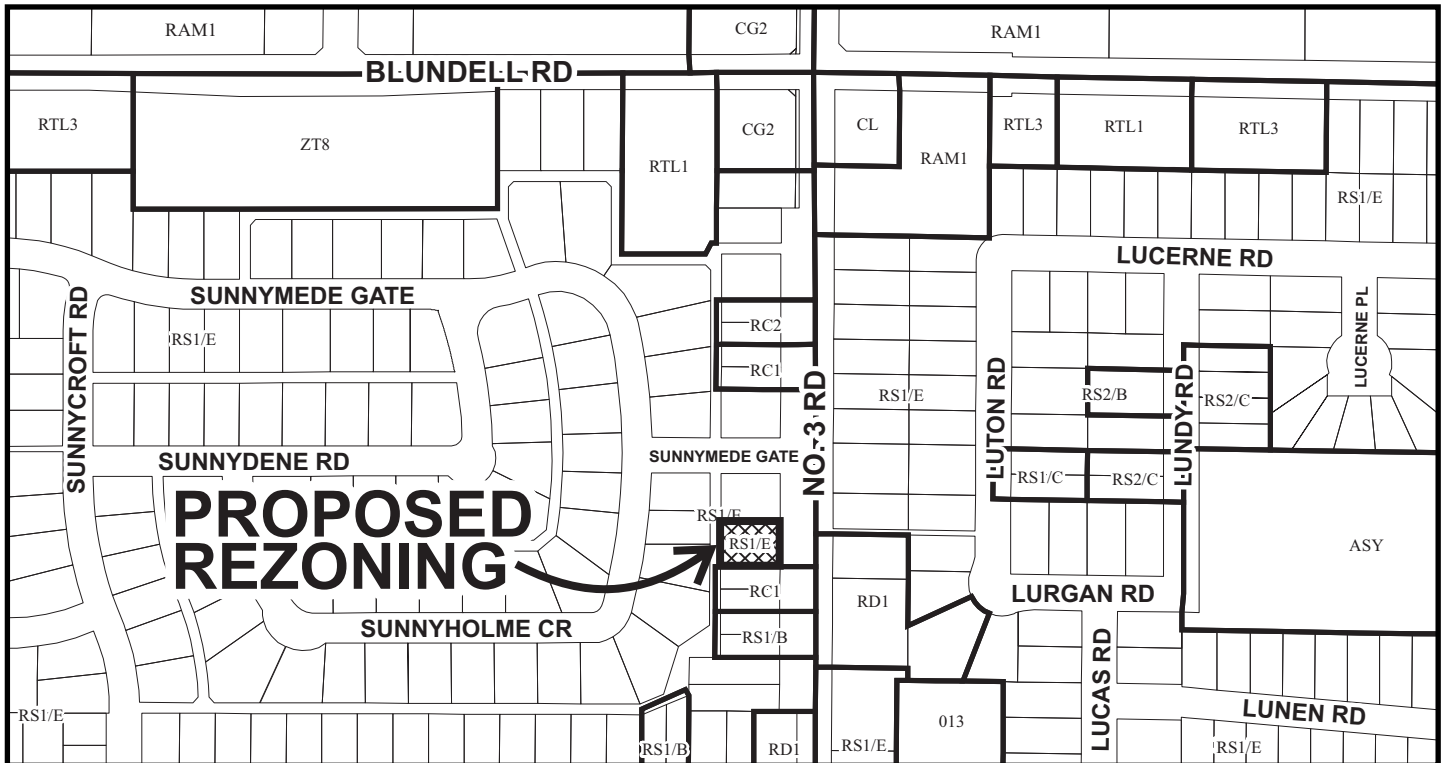 RAM1
CG2
RAM1
BLUNDELL RD
RTL3
ZT8
RTL1
CG2
CL
RAM1
RTL3
RTL1
RTL3
RS1/E
LUCERNE RD
SUNNYMEDE GATE
SUNNYCROFT RD
RS1/E
RC2
RC1
NO. 3 RD
RS1/E
LUTON RD
RS2/B
LUNDY RD
RS2/C
LUCERNE PL
SUNNYDENE RD
SUNNYMEDE GATE
RS1/C
RS2/C
PROPOSED
REZONING
RS1/E
RS1/E
ASY
RC1
RD1
LURGAN RD
SUNNYHOLME CR
RS1/B
LUCAS RD
RS1/E
RS1/B
RD1
RS1/E
013
LUNEN RD
RS1/E